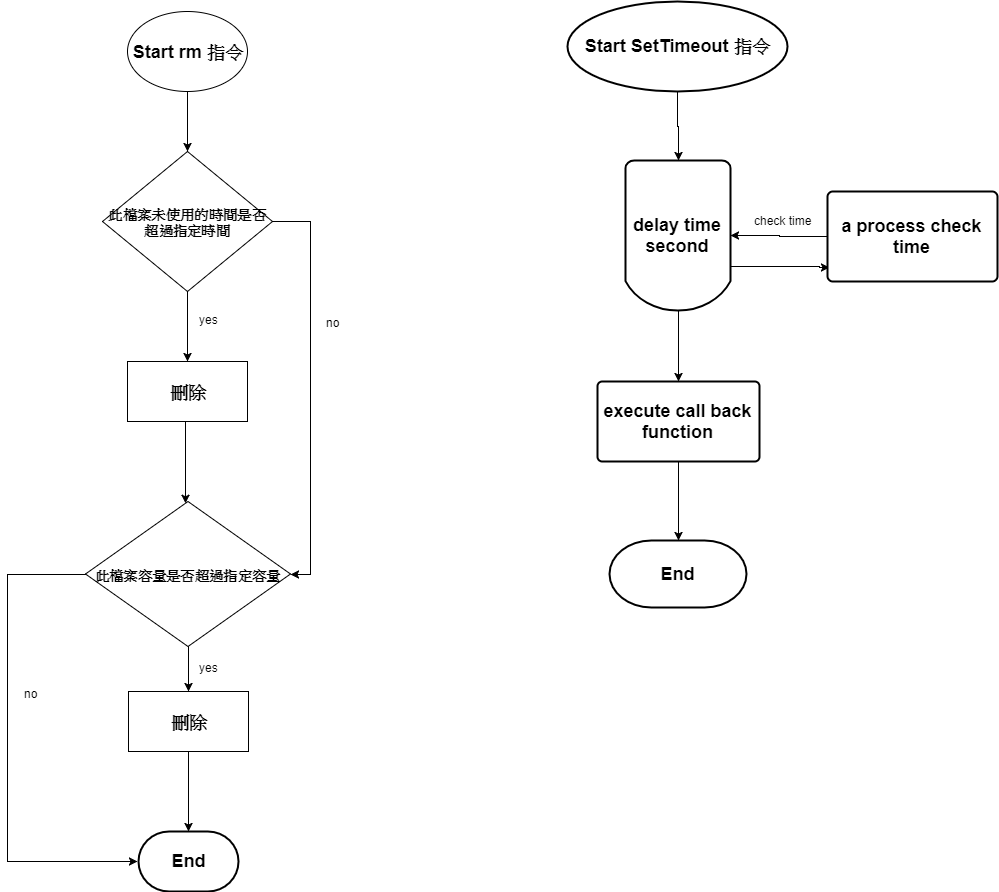 Start rm 指令
此檔案未使用的時間是否
超過指定時間
yes
no
刪除
此檔案容量是否超過指定容量
yes
no
刪除
End
Start SetTimeout 指令
delay time
second
check time
a process check
time
execute call back
function
End